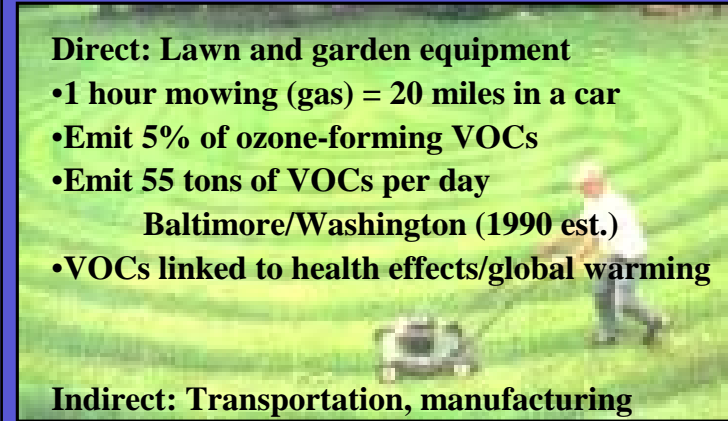 Direct: Lawn and garden equipment
•1 hour mowing (gas) = 20 miles in a car
•Emit 5% of ozone-forming VOCs
•Emit 55 tons of VOCs per day
Baltimore/Washington (1990 est.)
•VOCs linked to health effects/global warming
Indirect: Transportation, manufacturing